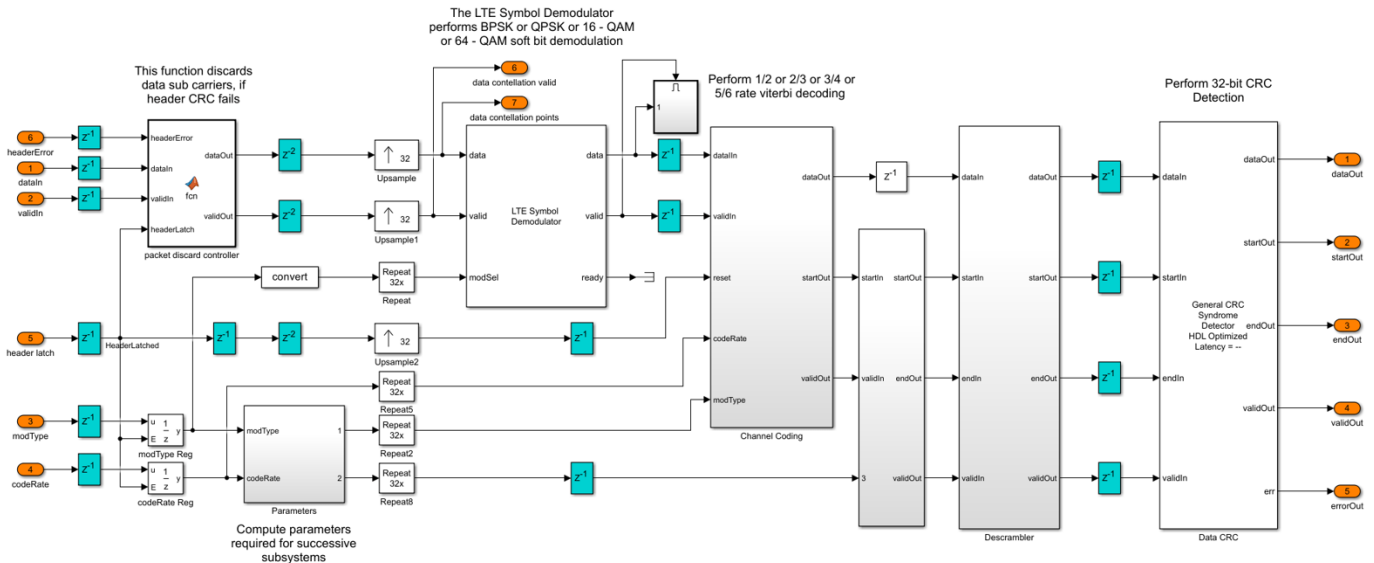 The LTE Symbol Demodulator
performs BPSK or QPSK or 16 - QAM
or 64 - QAM soft bit demodulation
This function discards
data sub carriers, if
header CRC fails
6
data contellation valid
7
data contellation points
1
Perform 1/2 or 2/3 or 3/4 or
5/6 rate viterbi decoding
Perform 32-bit CRC
Detection
6
headerError
1
dataIn
2
validIn
Z-1
Z-1
Z-1
headerError
dataIn
validIn
headerLatch
fcn
dataOut
validOut
packet discard controller
Z-2
Z-2
32
Upsample
32
Upsample1
data
valid
modSel
LTE Symbol
Demodulator
data
valid
ready
Z-1
Z-1
convert
Repeat
32x
Repeat
5
header latch
Z-1
HeaderLatched
Z-1
Z-2
32
Upsample2
Z-1
Repeat
32x
Repeat5
3
modType
Z-1
u
E
1
z
y
modType Reg
4
codeRate
Z-1
u
E
1
z
y
codeRate Reg
modType
codeRate
1
2
Parameters
Compute parameters
required for successive
subsystems
Repeat
32x
Repeat2
Repeat
32x
Repeat8
Z-1
dataIn
validIn
reset
codeRate
modType
dataOut
startOut
validOut
Channel Coding
Z-1
startIn
validIn
3
startOut
endOut
validOut
dataIn
startIn
endIn
validIn
dataOut
startOut
endOut
validOut
Descrambler
Z-1
Z-1
Z-1
Z-1
dataIn
startIn
endIn
validIn
General CRC
Syndrome
Detector
HDL Optimized
Latency = --
dataOut
startOut
endOut
validOut
err
Data CRC
1
dataOut
2
startOut
3
endOut
4
validOut
5
errorOut